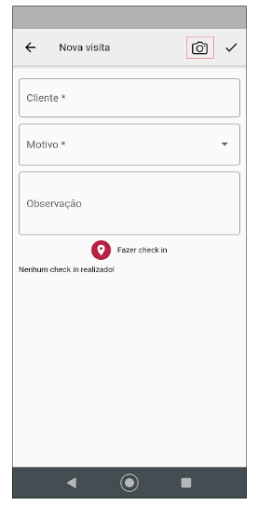 Nova visita
Cliente *
Motivo *
Observação
Fazer check in
Nenhum check in realizado!